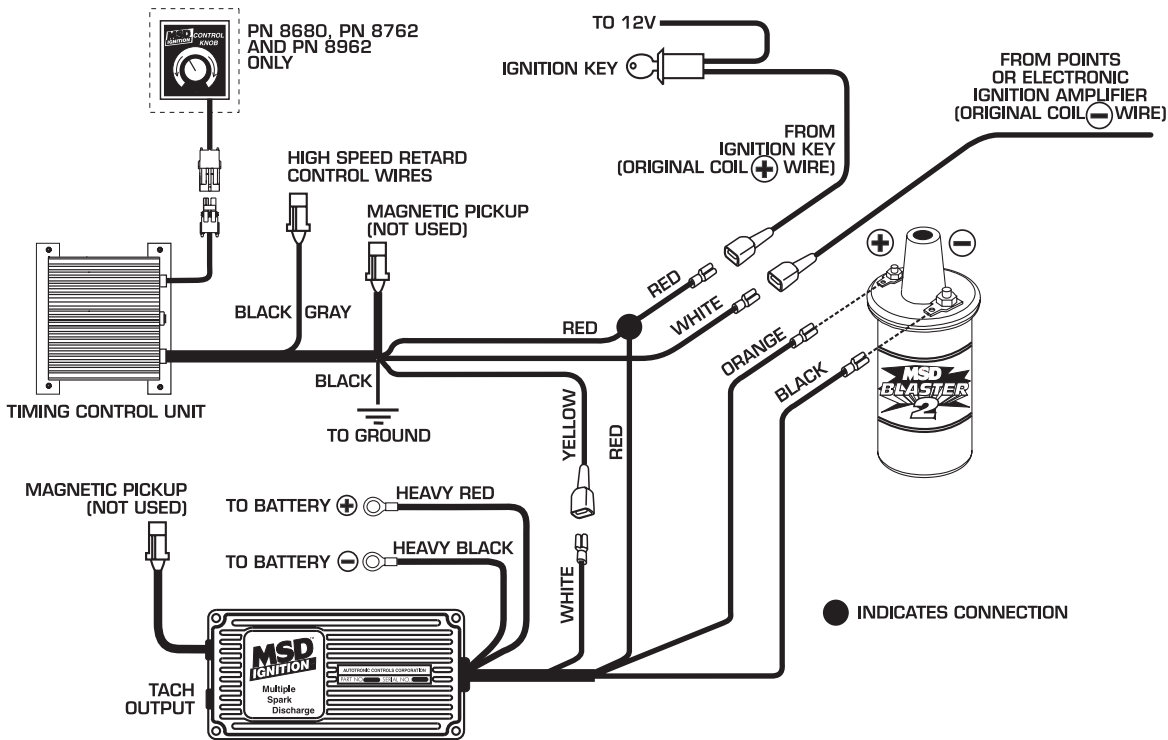 MSD IGNITION CONTROL KNOB
PN 8680, PN 8762
AND PN 8962
ONLY
TO 12V
IGNITION KEY
FROM POINTS
OR ELECTRONIC
IGNITION AMPLIFIER
(ORIGINAL COIL − WIRE)
FROM
IGNITION KEY
(ORIGINAL COIL + WIRE)
HIGH SPEED RETARD
CONTROL WIRES
MAGNETIC PICKUP
(NOT USED)
+ −
RED
WHITE
BLACK GRAY
RED
ORANGE
BLACK
BLACK
TIMING CONTROL UNIT
TO GROUND
YELLOW
RED
MSD
BLASTER
2
MAGNETIC PICKUP
(NOT USED)
TO BATTERY + HEAVY RED
TO BATTERY − HEAVY BLACK
WHITE
INDICATES CONNECTION
MSD
IGNITION
Multiple
Spark
Discharge
AUTOTRONIC CONTROLS CORPORATION
PART NO SERIAL NO
TACH
OUTPUT